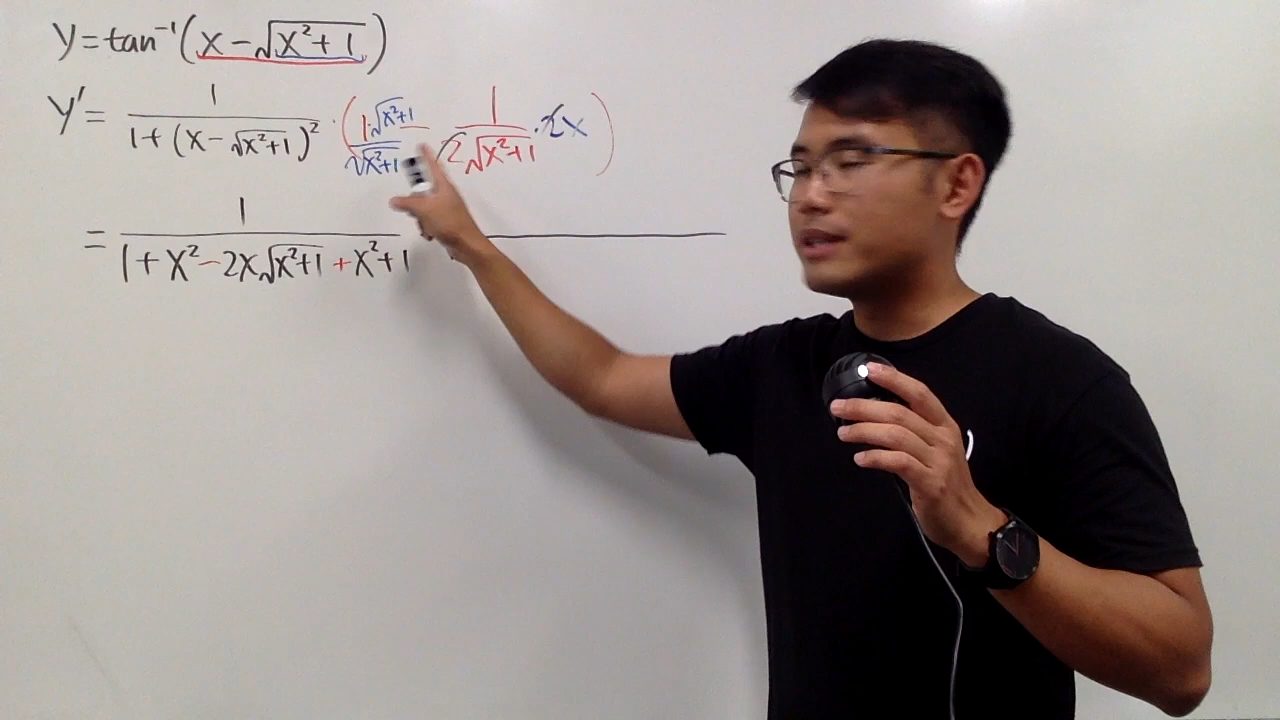 y = tan⁻¹(x − √(x²+1))
y' = 1/(1 + (x − √(x²+1))²) · (1√(x²+1)/√(x²+1) − 1/(2√(x²+1)) · 2x)
= 1/(1 + x² − 2x√(x²+1) + x² + 1)